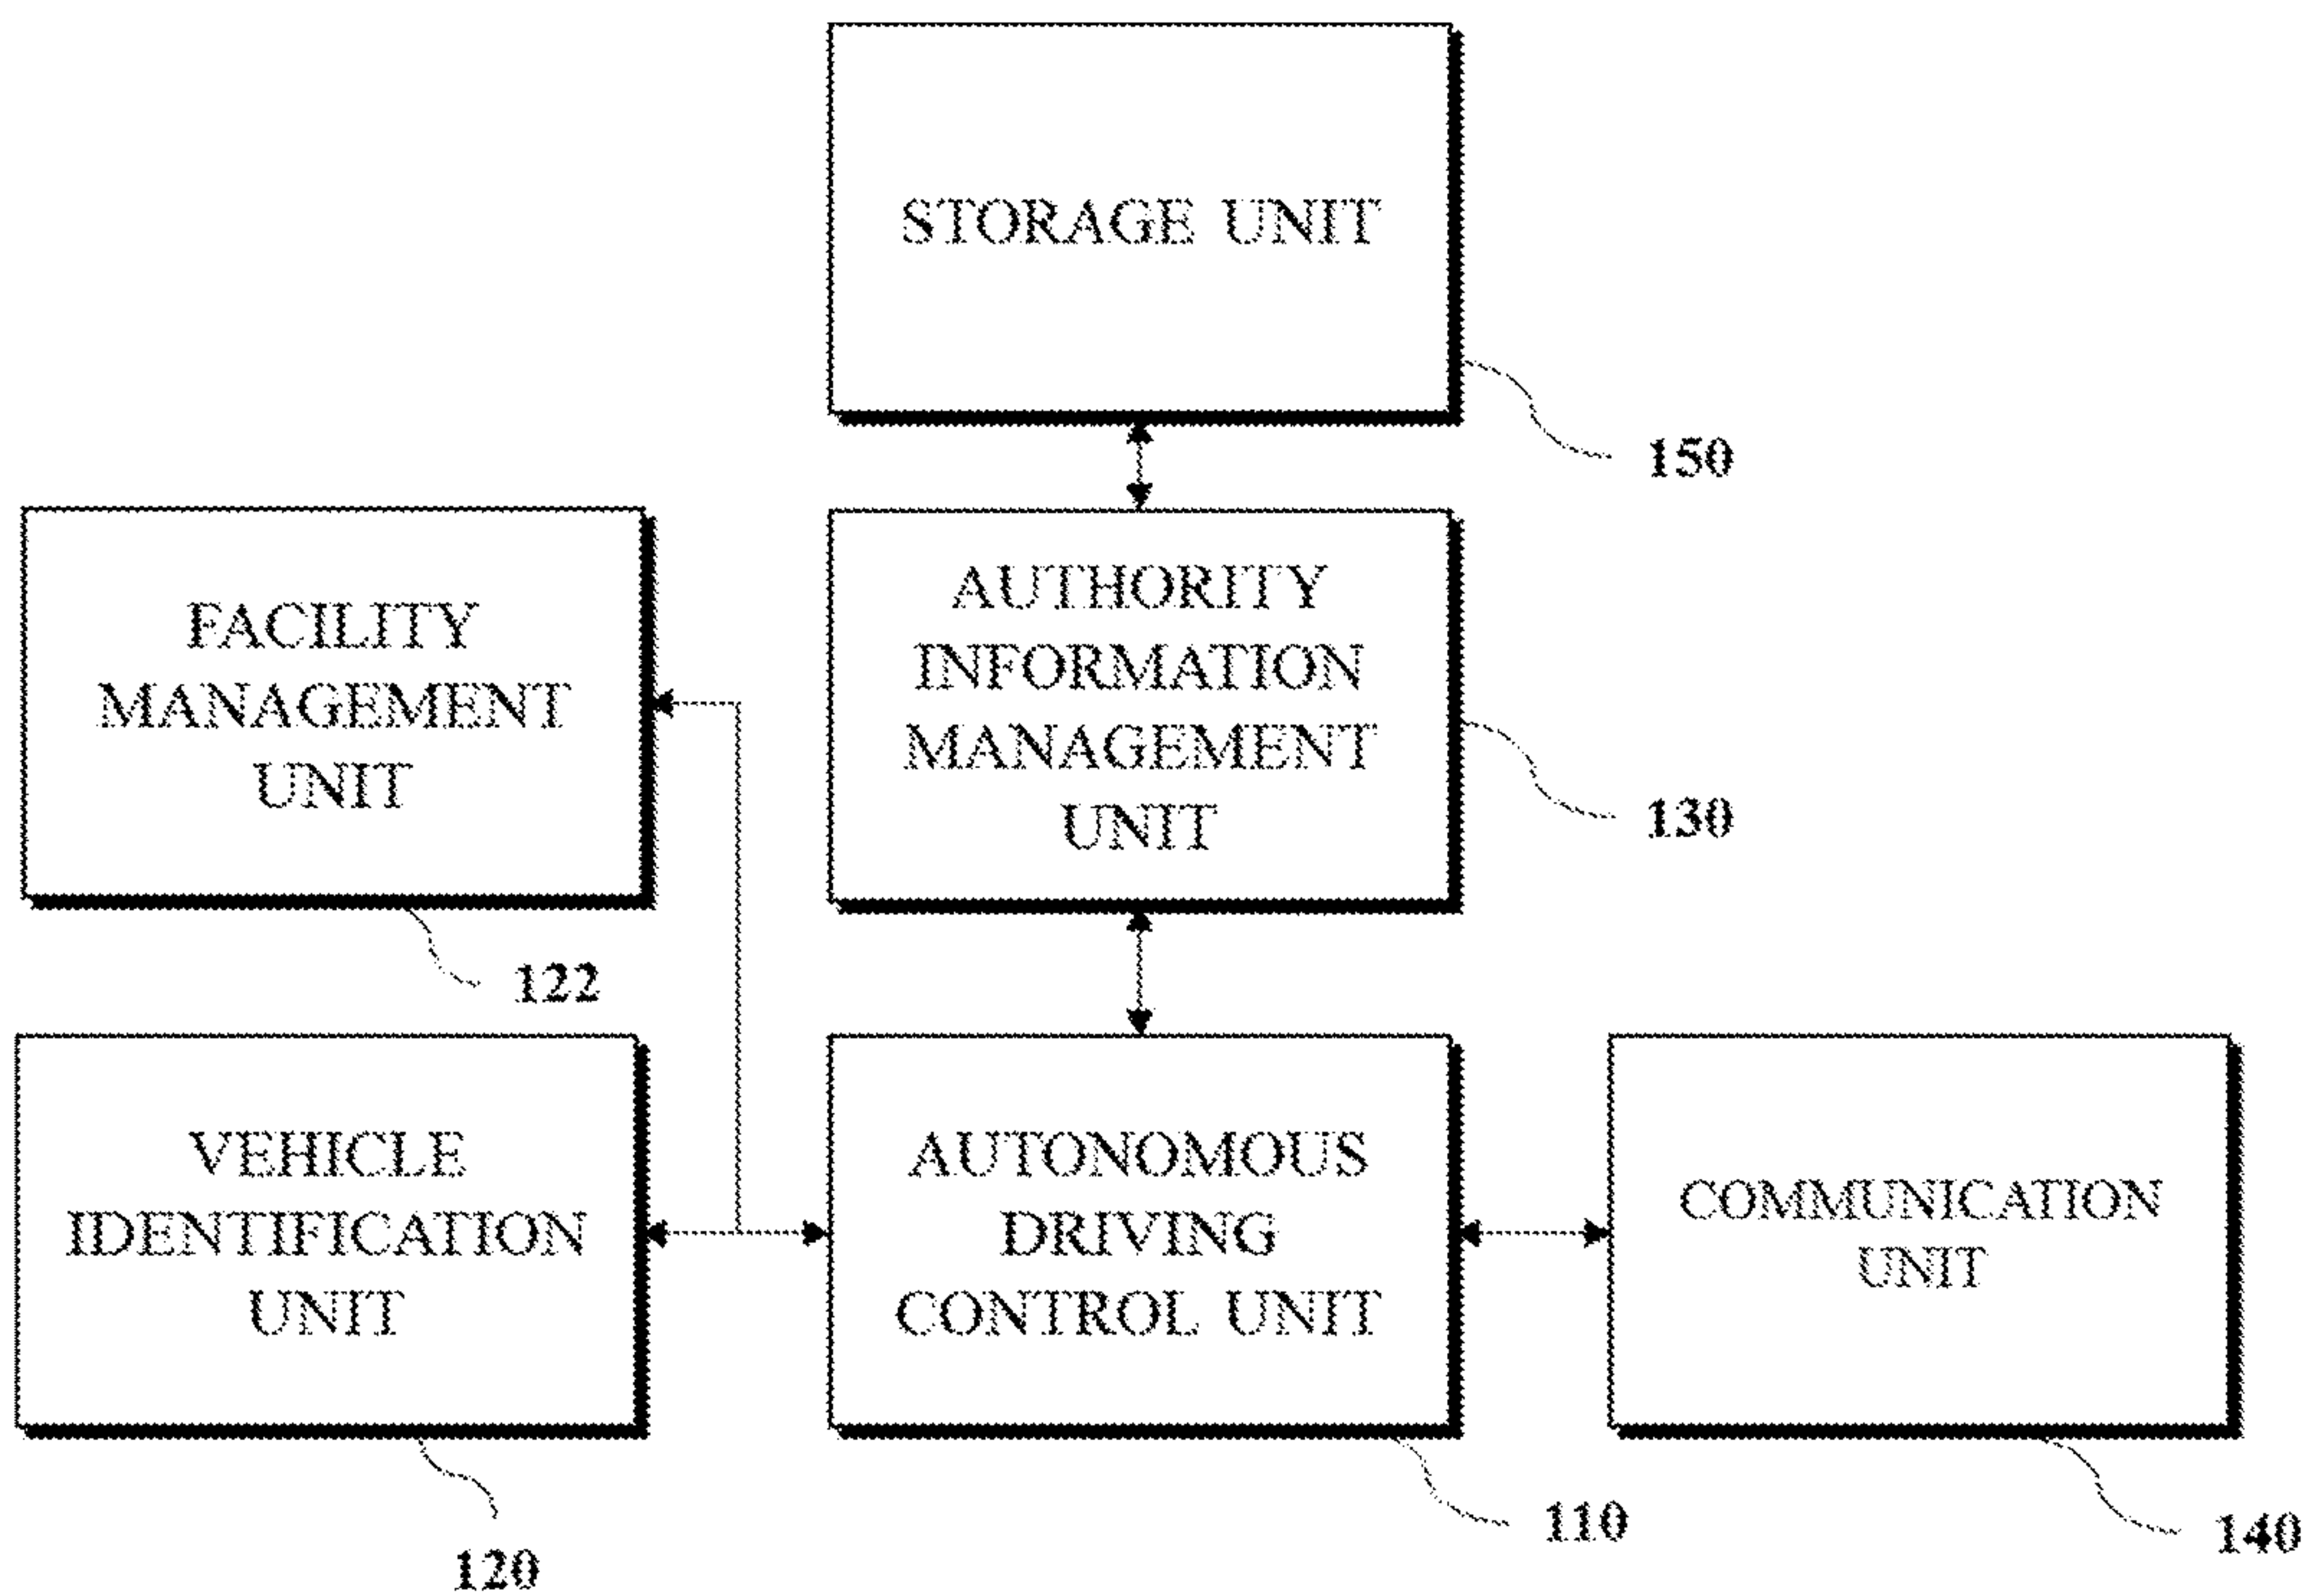 STORAGE UNIT
150
FACILITY
MANAGEMENT
UNIT
122
AUTHORITY
INFORMATION
MANAGEMENT
UNIT
130
VEHICLE
IDENTIFICATION
UNIT
120
AUTONOMOUS
DRIVING
CONTROL UNIT
110
COMMUNICATION
UNIT
140